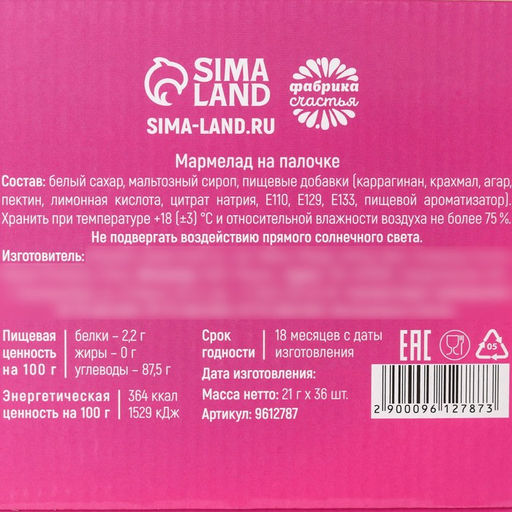 SIMA
LAND
фабрика
счастья
SIMA-LAND.RU
Мармелад на палочке
Состав: белый сахар, мальтозный сироп, пищевые добавки (каррагинан, крахмал, агар,
пектин, лимонная кислота, цитрат натрия, Е110, Е129, Е133, пищевой ароматизатор).
Хранить при температуре +18 (±3) °С и относительной влажности воздуха не более 75 %.
Не подвергать воздействию прямого солнечного света.
Изготовитель:
Пищевая ценность на 100 г
белки – 2,2 г
жиры – 0 г
углеводы – 87,5 г
Энергетическая ценность на 100 г
364 ккал
1529 кДж
Срок годности
18 месяцев с даты изготовления
Дата изготовления:
Масса нетто: 21 г х 36 шт.
Артикул: 9612787
EAC
05
2 900096 127873